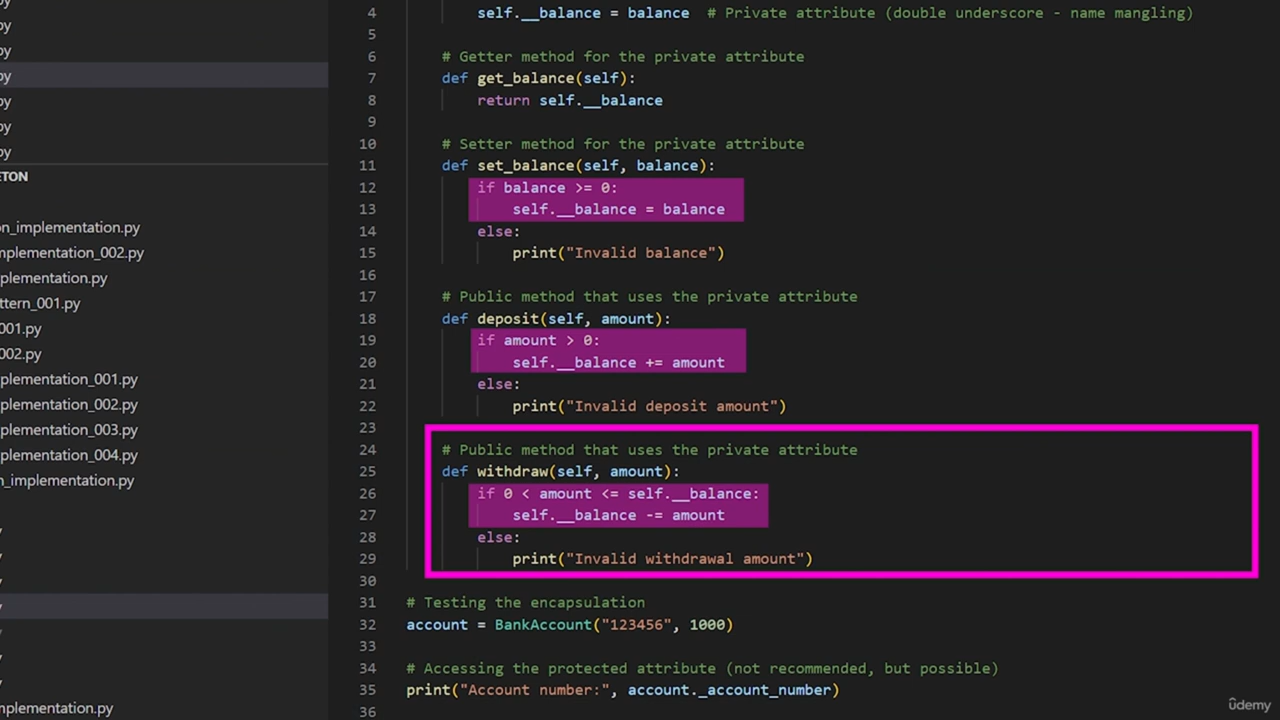 py
py
py
py
py
py
ETON
on_implementation.py
mplementation_002.py
plementation.py
ttern_001.py
001.py
002.py
plementation_001.py
plementation_002.py
plementation_003.py
plementation_004.py
n_implementation.py
mplementation.py
4 self.__balance = balance # Private attribute (double underscore - name mangling)
5
6 # Getter method for the private attribute
7 def get_balance(self):
8 return self.__balance
9
10 # Setter method for the private attribute
11 def set_balance(self, balance):
12 if balance >= 0:
13 self.__balance = balance
14 else:
15 print("Invalid balance")
16
17 # Public method that uses the private attribute
18 def deposit(self, amount):
19 if amount > 0:
20 self.__balance += amount
21 else:
22 print("Invalid deposit amount")
23
24 # Public method that uses the private attribute
25 def withdraw(self, amount):
26 if 0 < amount <= self.__balance:
27 self.__balance -= amount
28 else:
29 print("Invalid withdrawal amount")
30
31 # Testing the encapsulation
32 account = BankAccount("123456", 1000)
33
34 # Accessing the protected attribute (not recommended, but possible)
35 print("Account number:", account._account_number)
36
ûdemy